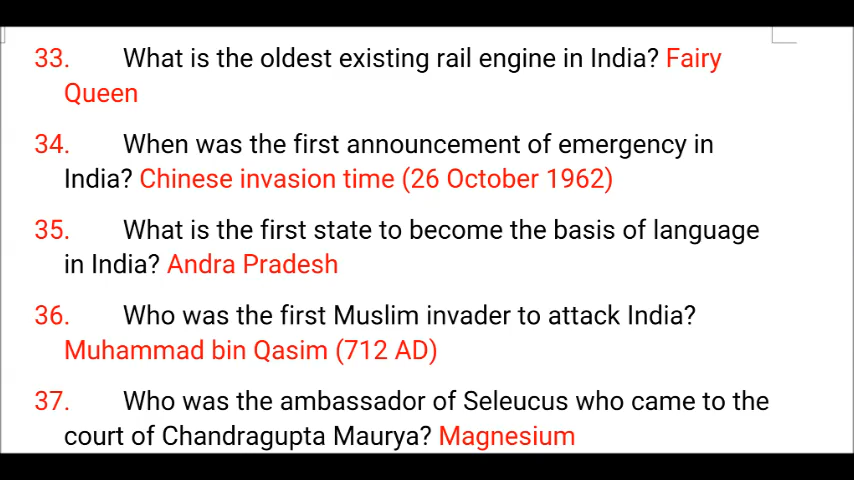 33. What is the oldest existing rail engine in India? Fairy
Queen
34. When was the first announcement of emergency in
India? Chinese invasion time (26 October 1962)
35. What is the first state to become the basis of language
in India? Andra Pradesh
36. Who was the first Muslim invader to attack India?
Muhammad bin Qasim (712 AD)
37. Who was the ambassador of Seleucus who came to the
court of Chandragupta Maurya? Magnesium